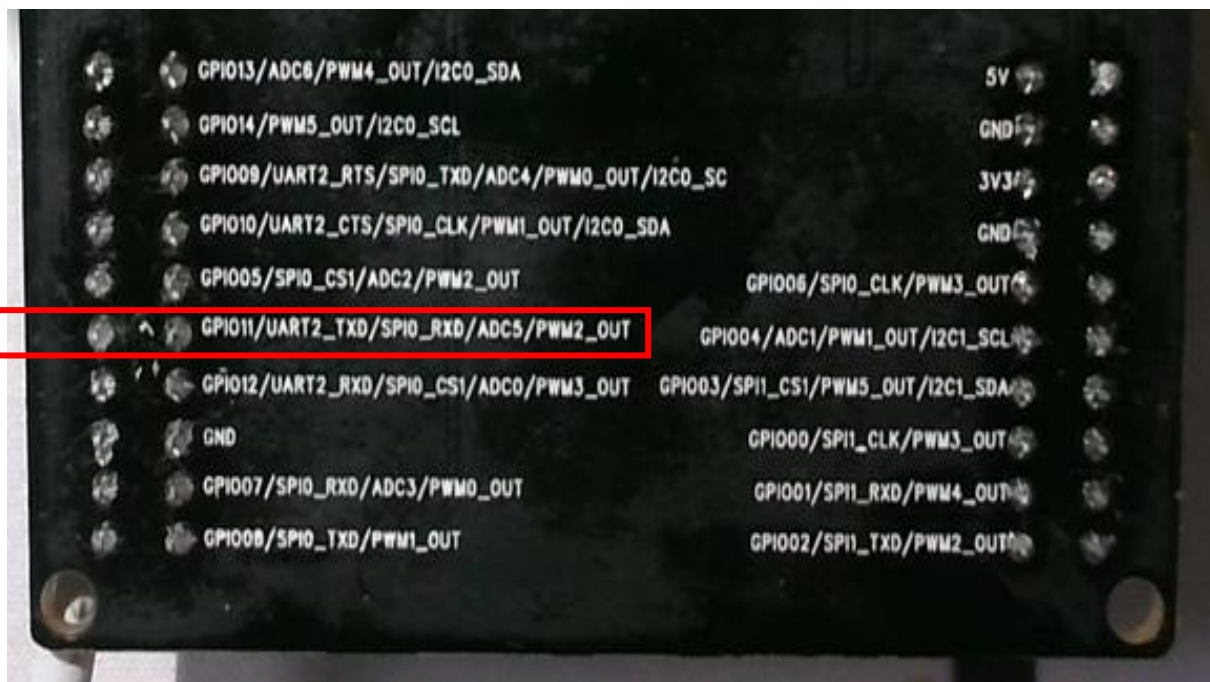 GPIO13/ADC6/PWM4_OUT/I2C0_SDA
5V
GPIO14/PWM5_OUT/I2C0_SCL
GND
GPIO09/UART2_RTS/SPI0_TXD/ADC4/PWM0_OUT/I2C0_SC
3V3
GPIO10/UART2_CTS/SPI0_CLK/PWM1_OUT/I2C0_SDA
GND
GPIO05/SPI0_CS1/ADC2/PWM2_OUT
GPIO06/SPI0_CLK/PWM3_OUT
GPIO11/UART2_TXD/SPI0_RXD/ADC5/PWM2_OUT
GPIO04/ADC1/PWM1_OUT/I2C1_SCL
GPIO12/UART2_RXD/SPI0_CS1/ADC0/PWM3_OUT
GPIO03/SPI1_CS1/PWM5_OUT/I2C1_SDA
GND
GPIO00/SPI1_CLK/PWM3_OUT
GPIO07/SPI0_RXD/ADC3/PWM0_OUT
GPIO01/SPI1_RXD/PWM4_OUT
GPIO08/SPI0_TXD/PWM1_OUT
GPIO02/SPI1_TXD/PWM2_OUT